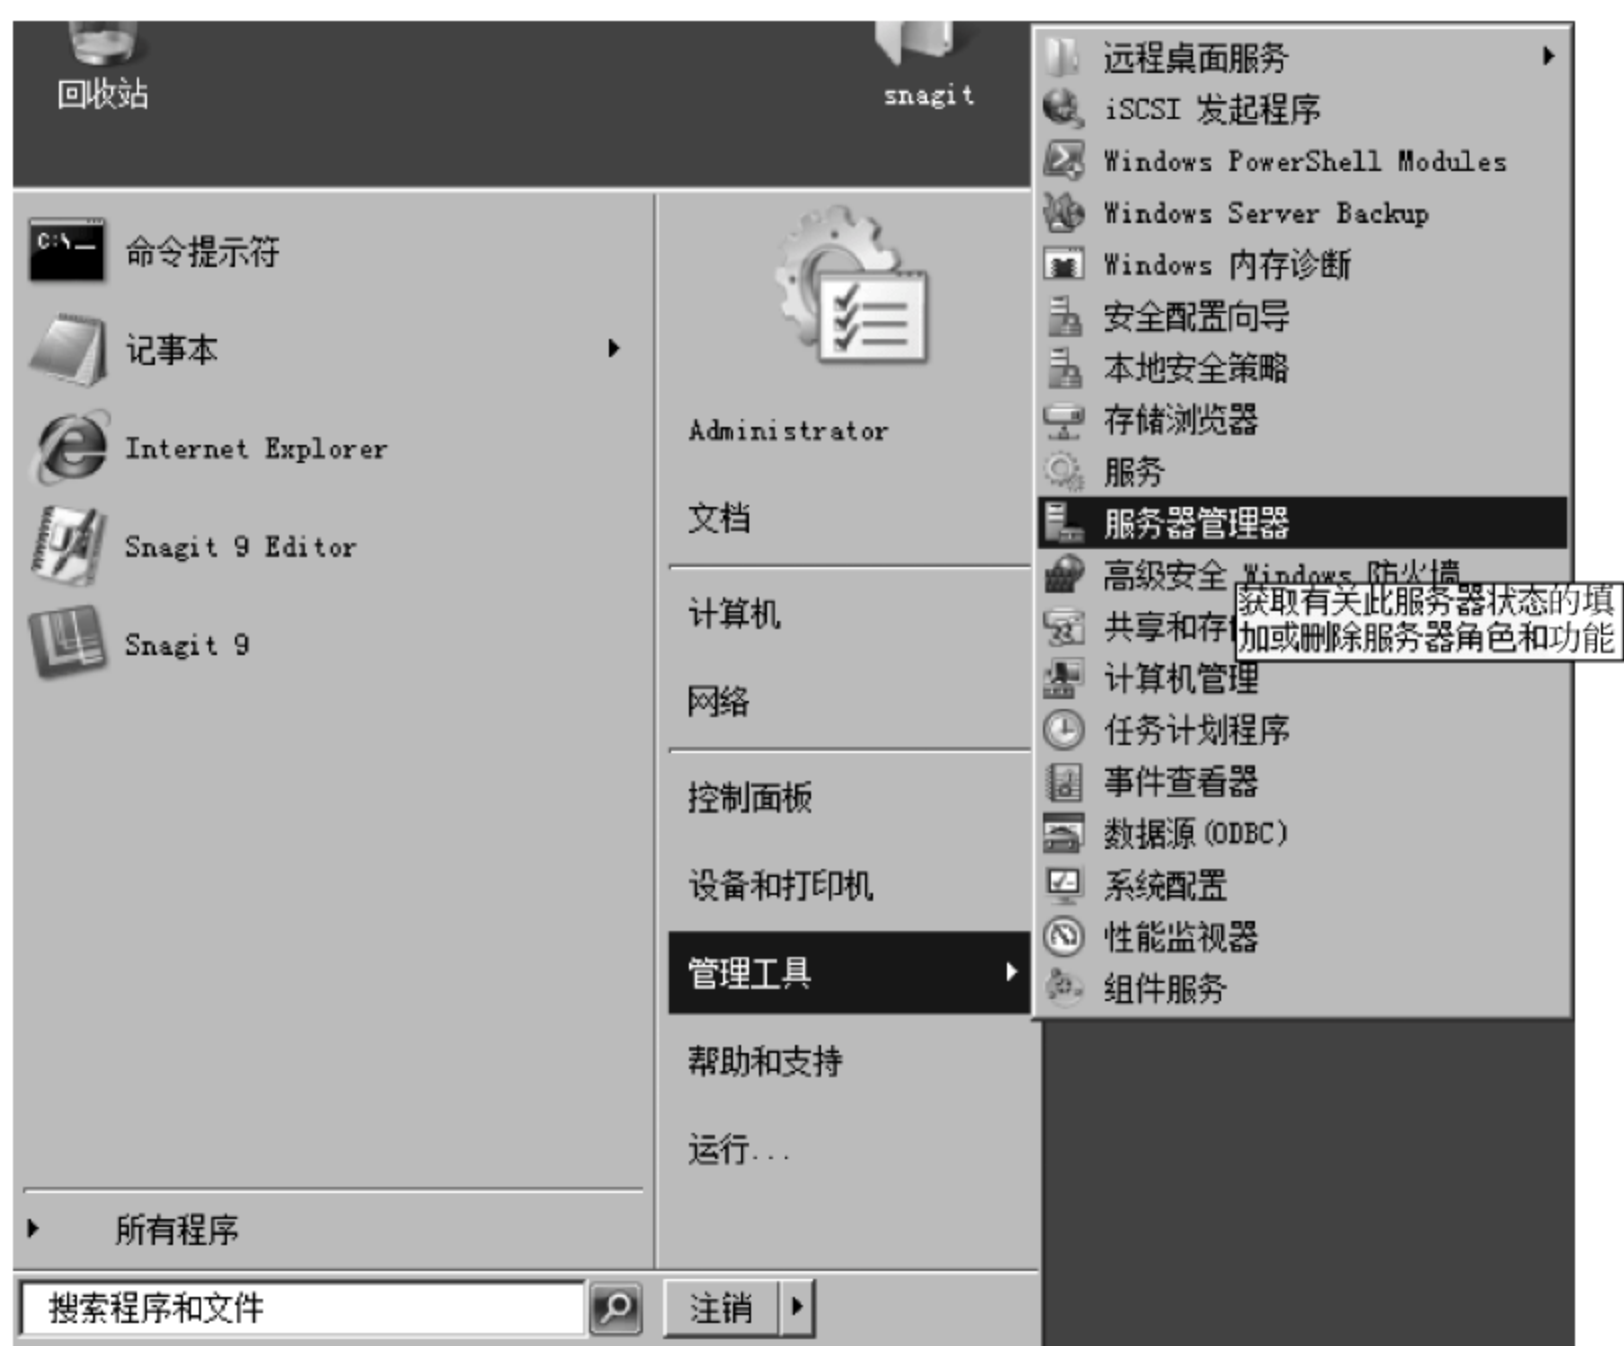 回收站
snagit
命令提示符
记事本
Internet Explorer
Snagit 9 Editor
Snagit 9
所有程序
搜索程序和文件
Administrator
文档
计算机
网络
控制面板
设备和打印机
管理工具
帮助和支持
运行...
注销
远程桌面服务
iSCSI 发起程序
Windows PowerShell Modules
Windows Server Backup
Windows 内存诊断
安全配置向导
本地安全策略
存储浏览器
服务
服务器管理器
高级安全 Windows 防火墙
获取有关此服务器状态的填
加或删除服务器角色和功能
共享和存
计算机管理
任务计划程序
事件查看器
数据源(ODBC)
系统配置
性能监视器
组件服务